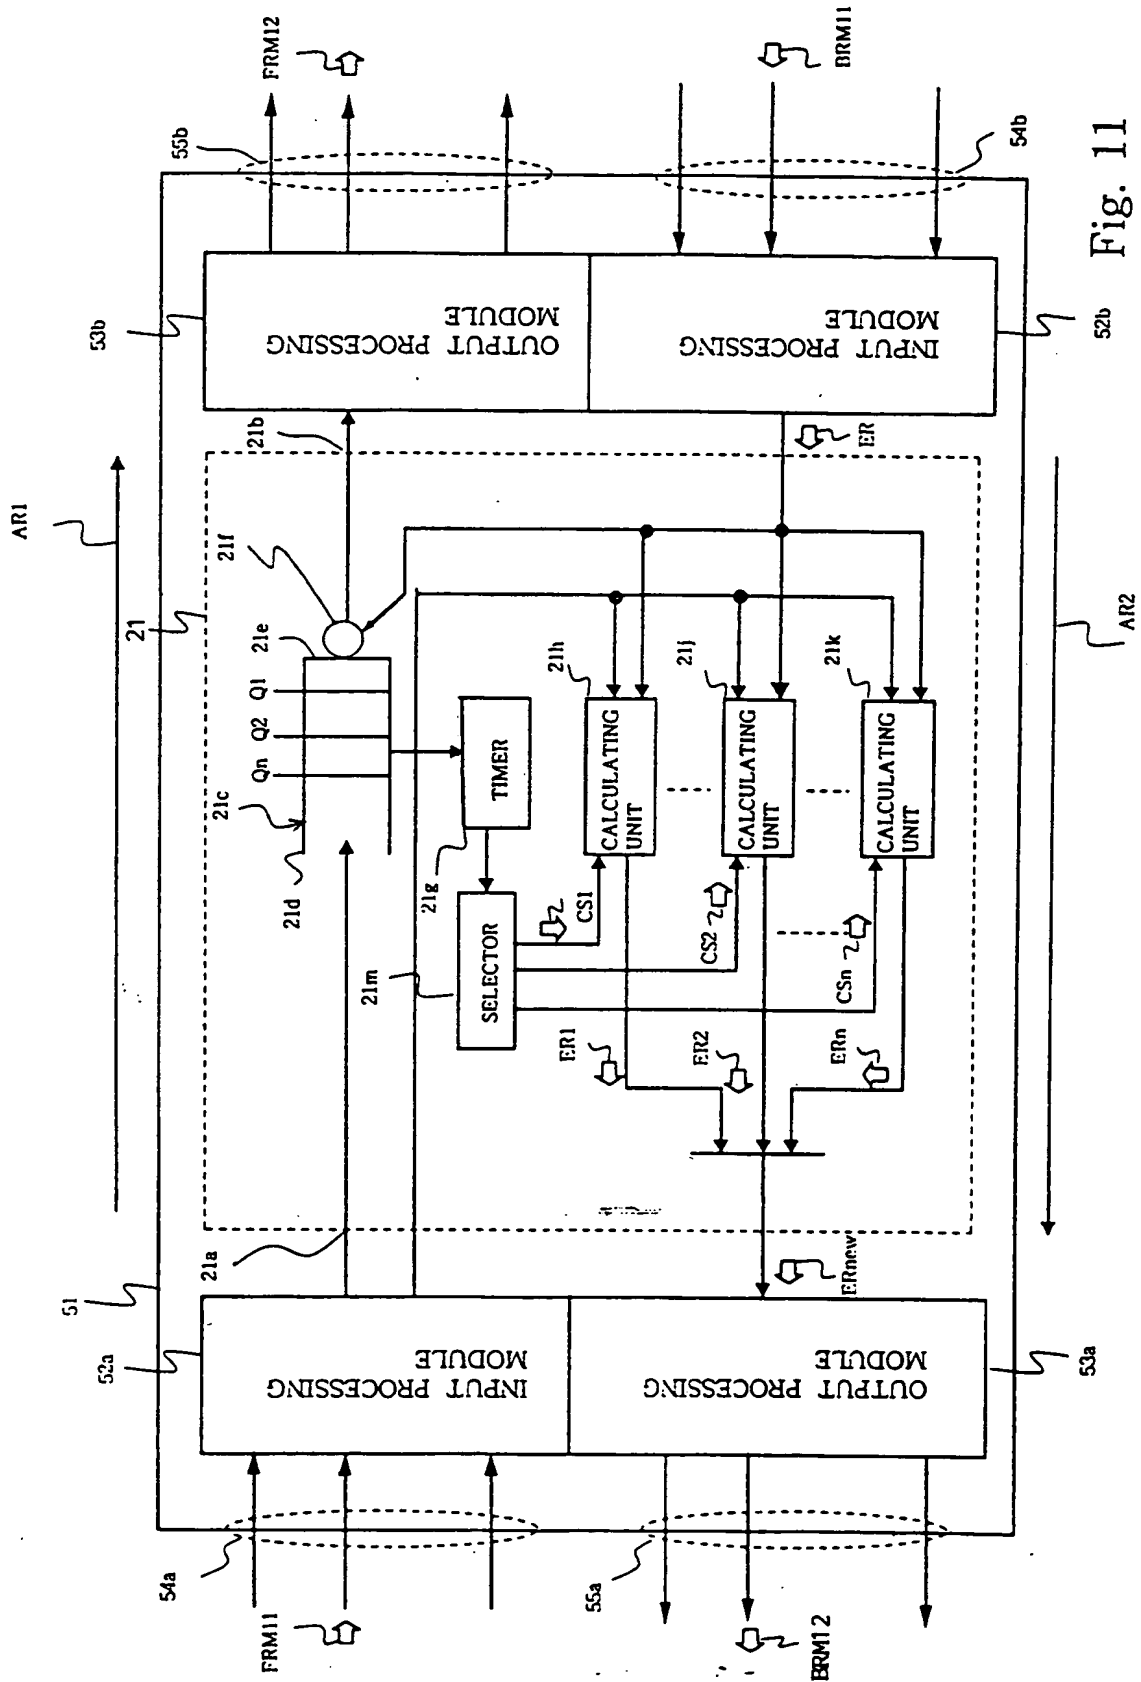 AR1
51
21
52a
INPUT PROCESSING
MODULE
53b
OUTPUT PROCESSING
MODULE
55b
FRM12
FRM11
54a
21a
21b
21c
21d
Qn
Q2
Q1
21e
21f
21g
TIMER
21m
SELECTOR
CS1
CS2
CSn
21h
CALCULATING
UNIT
21j
CALCULATING
UNIT
21k
CALCULATING
UNIT
ER1
ER2
ERn
ER
ERnew
OUTPUT PROCESSING
MODULE
53a
INPUT PROCESSING
MODULE
52b
55a
BRM12
54b
BRM11
AR2
Fig. 11